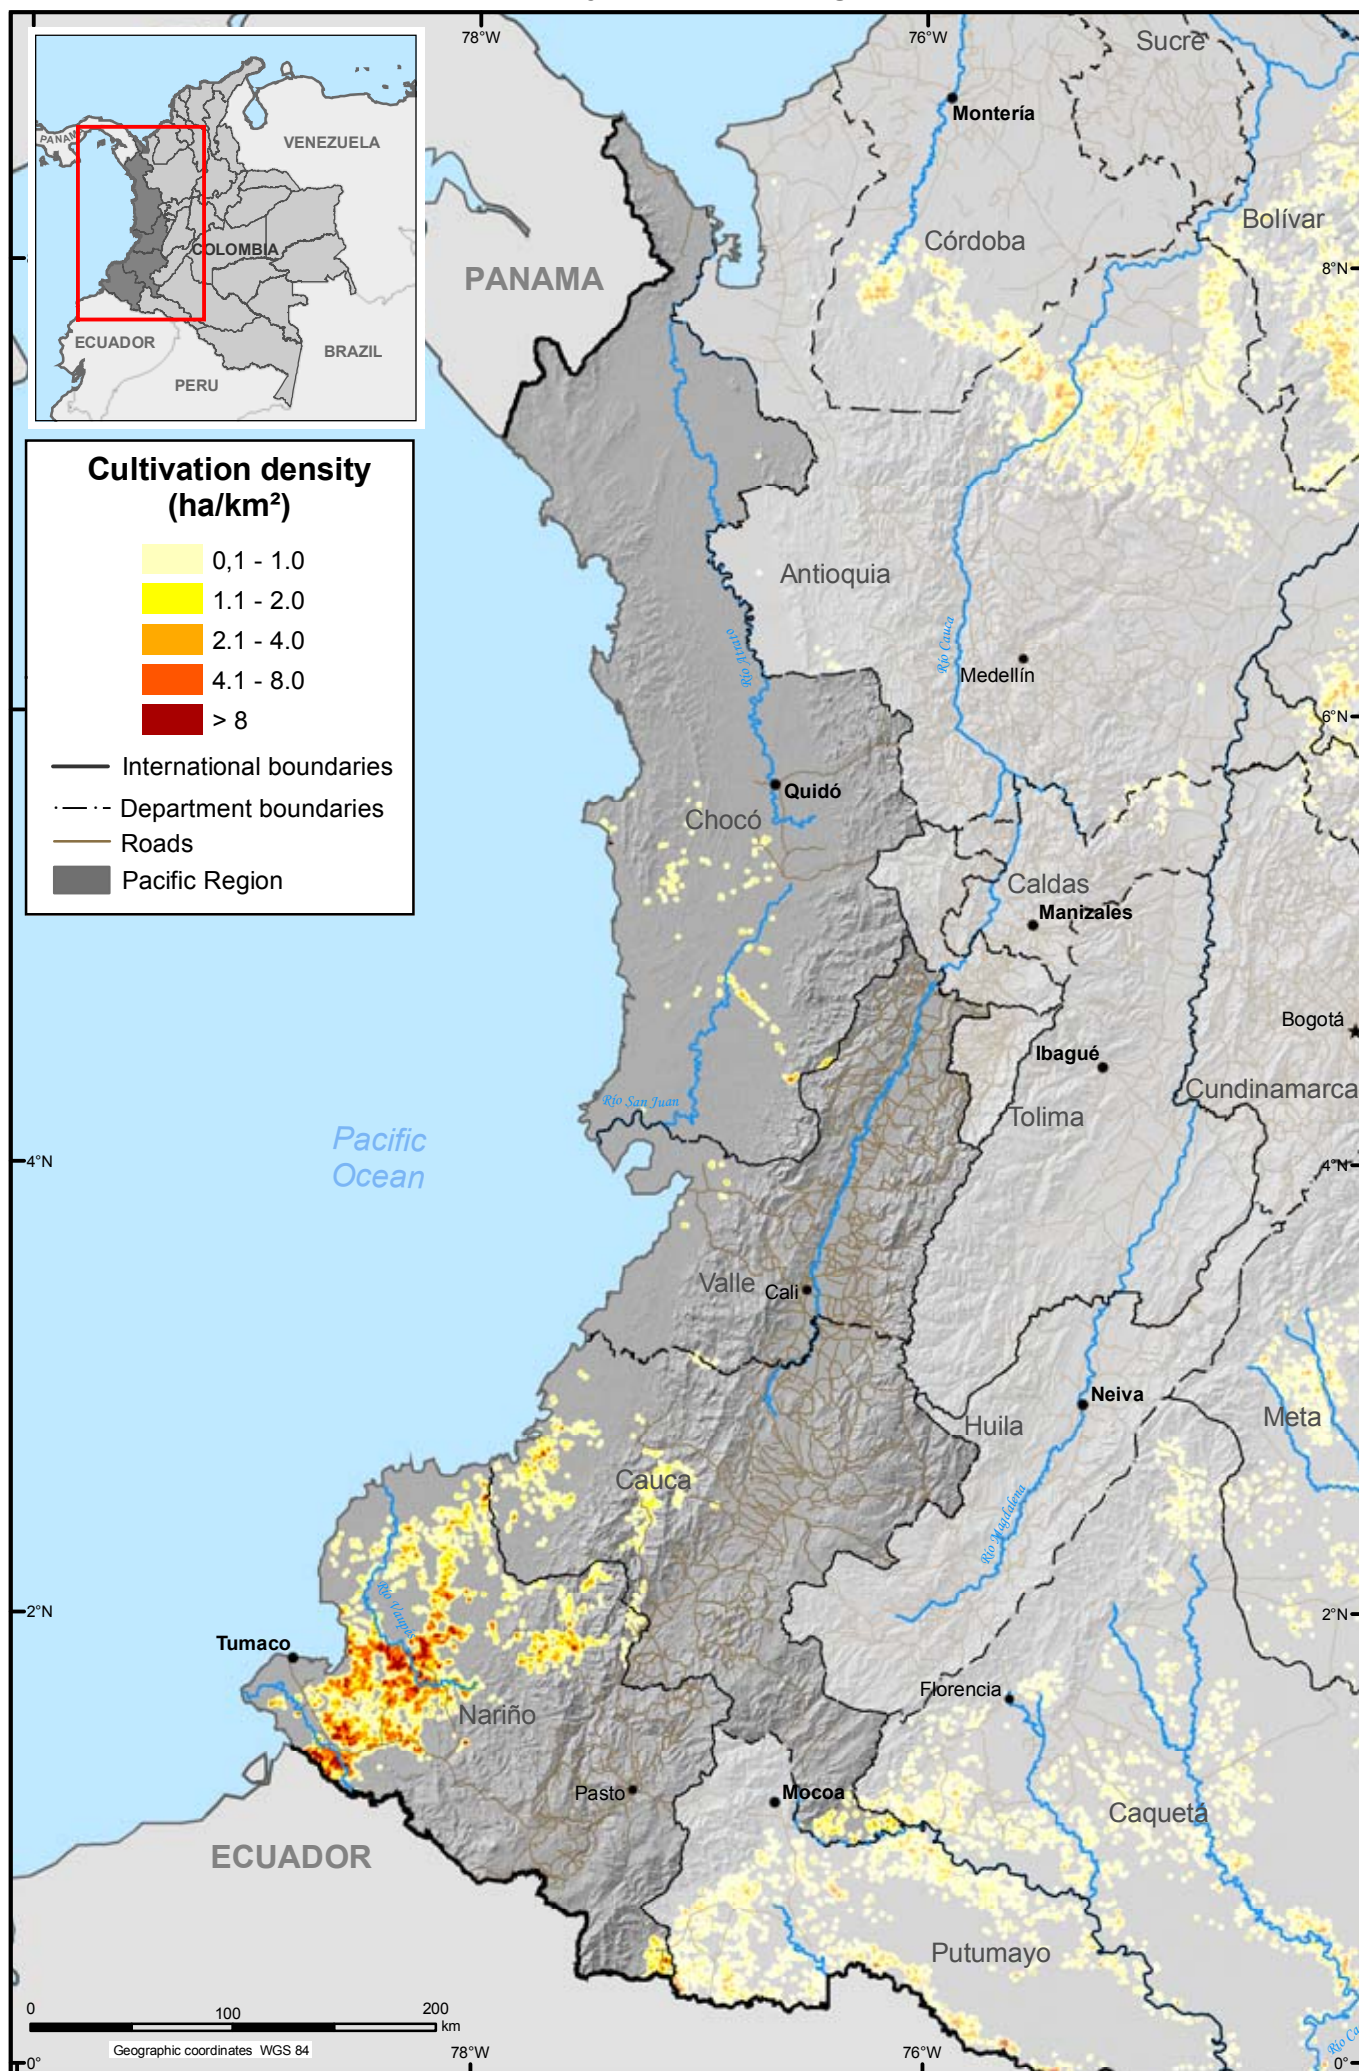 78°W
76°W
Sucre
Montería
PANAMA
VENEZUELA
COLOMBIA
ECUADOR
BRAZIL
PERU
Bolívar
Córdoba
8°N
PANAMA
Cultivation density
(ha/km²)
0,1 - 1.0
1.1 - 2.0
2.1 - 4.0
4.1 - 8.0
> 8
International boundaries
Department boundaries
Roads
Pacific Region
Antioquia
Río Atrato
Río Cauca
Medellín
6°N
Quidó
Chocó
Caldas
Manizales
Bogotá
Ibagué
Cundinamarca
Tolima
Río San Juan
Pacific
Ocean
4°N
4°N
Valle
Cali
Neiva
Huila
Meta
Cauca
Río Magdalena
Río Vaupés
2°N
2°N
Tumaco
Florencia
Nariño
Pasto
Mocoa
Caquetá
ECUADOR
Putumayo
0
100
200
km
Geographic coordinates WGS 84
78°W
76°W
0°
0°